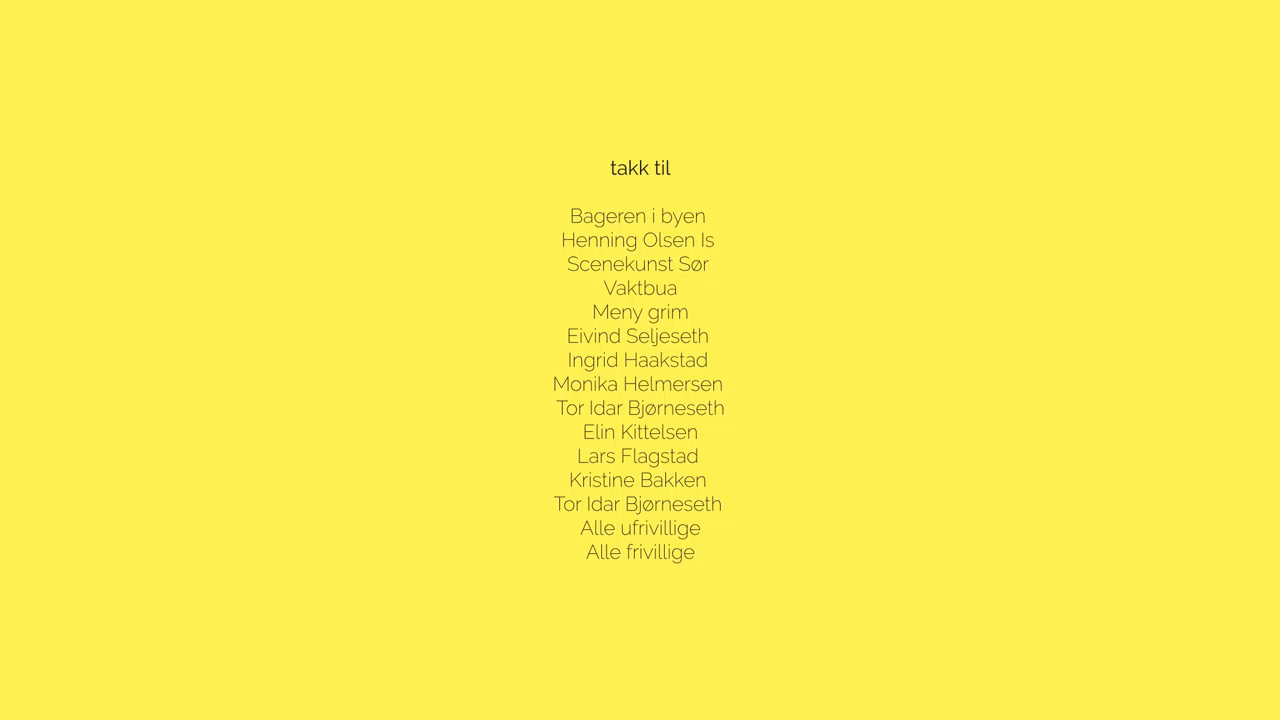 takk til
Bageren i byen
Henning Olsen Is
Scenekunst Sør
Vaktbua
Meny grim
Eivind Seljeseth
Ingrid Haakstad
Monika Helmersen
Tor Idar Bjørneseth
Elin Kittelsen
Lars Flagstad
Kristine Bakken
Tor Idar Bjørneseth
Alle ufrivillige
Alle frivillige